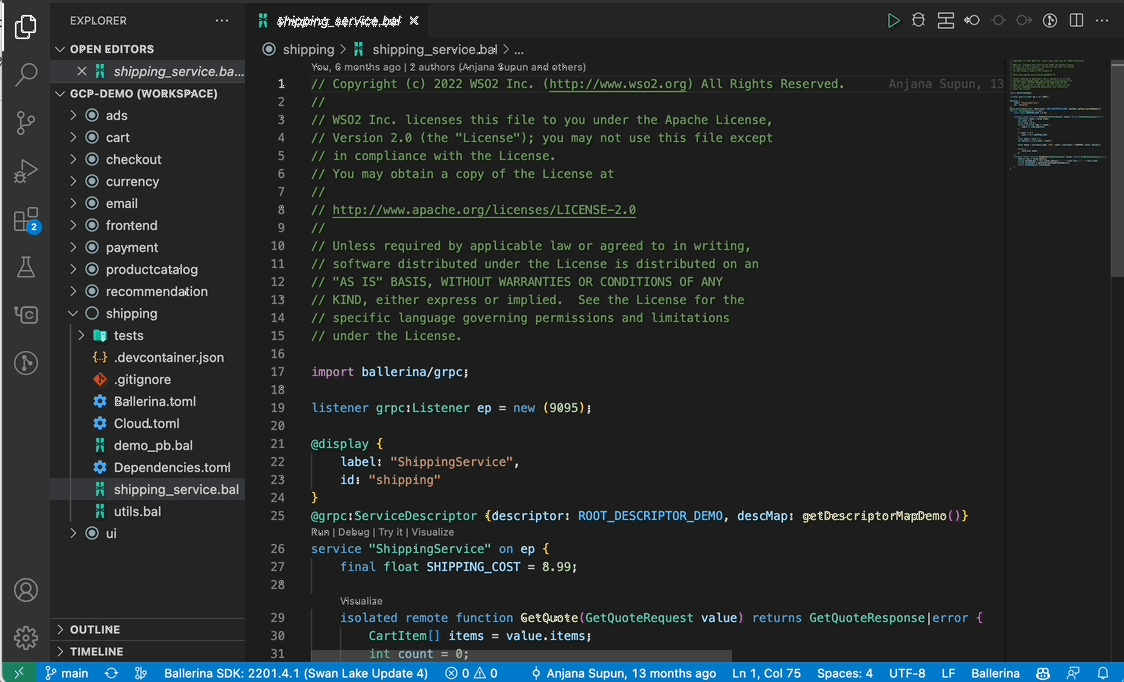 EXPLORER
OPEN EDITORS
shipping_service.ba...
GCP-DEMO (WORKSPACE)
ads
cart
checkout
currency
email
frontend
payment
productcatalog
recommendation
shipping
tests
.devcontainer.json
.gitignore
Ballerina.toml
Cloud.toml
demo_pb.bal
Dependencies.toml
shipping_service.bal
utils.bal
ui
OUTLINE
TIMELINE
2
shipping_service.bal
shipping > shipping_service.bal > ...
You, 6 months ago | 2 authors (Anjana Supun and others)
1 // Copyright (c) 2022 WSO2 Inc. (http://www.wso2.org) All Rights Reserved. Anjana Supun, 13
2 //
3 // WSO2 Inc. licenses this file to you under the Apache License,
4 // Version 2.0 (the "License"); you may not use this file except
5 // in compliance with the License.
6 // You may obtain a copy of the License at
7 //
8 // http://www.apache.org/licenses/LICENSE-2.0
9 //
10 // Unless required by applicable law or agreed to in writing,
11 // software distributed under the License is distributed on an
12 // "AS IS" BASIS, WITHOUT WARRANTIES OR CONDITIONS OF ANY
13 // KIND, either express or implied.  See the License for the
14 // specific language governing permissions and limitations
15 // under the License.
16
17 import ballerina/grpc;
18
19 listener grpc:Listener ep = new (9095);
20
21 @display {
22 label: "ShippingService",
23 id: "shipping"
24 }
25 @grpc:ServiceDescriptor {descriptor: ROOT_DESCRIPTOR_DEMO, descMap: getDescriptorMapDemo()}
Run | Debug | Try it | Visualize
26 service "ShippingService" on ep {
27 final float SHIPPING_COST = 8.99;
28
Visualize
29 isolated remote function GetQuote(GetQuoteRequest value) returns GetQuoteResponse|error {
30 CartItem[] items = value.items;
31 int count = 0;
main Ballerina SDK: 2201.4.1 (Swan Lake Update 4) 0 0 Anjana Supun, 13 months ago Ln 1, Col 75 Spaces: 4 UTF-8 LF Ballerina